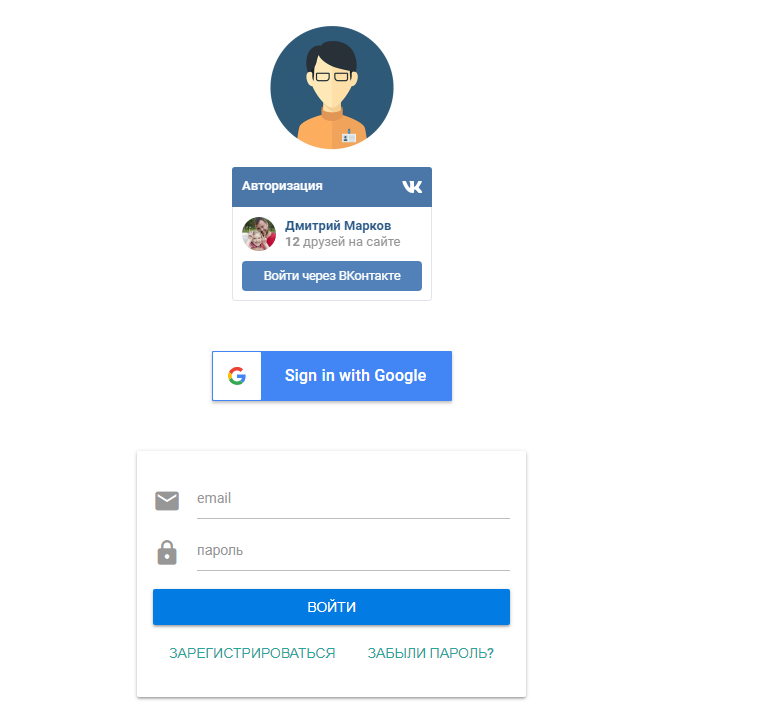 Авторизация
Дмитрий Марков
12 друзей на сайте
Войти через ВКонтакте
Sign in with Google
email
пароль
ВОЙТИ
ЗАРЕГИСТРИРОВАТЬСЯ ЗАБЫЛИ ПАРОЛЬ?